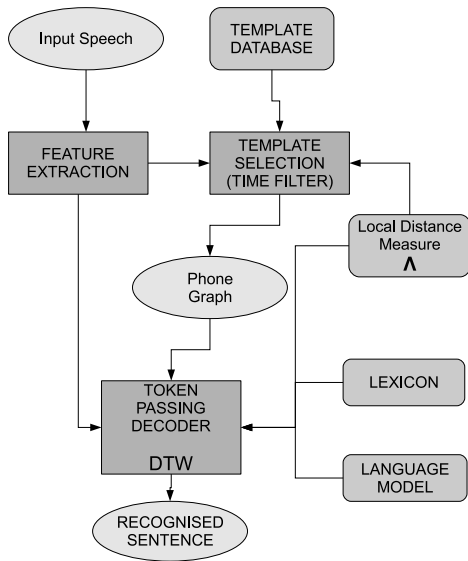 Input Speech
TEMPLATE
DATABASE
FEATURE
EXTRACTION
TEMPLATE
SELECTION
(TIME FILTER)
Local Distance
Measure
Λ
Phone
Graph
TOKEN
PASSING
DECODER
DTW
LEXICON
LANGUAGE
MODEL
RECOGNISED
SENTENCE